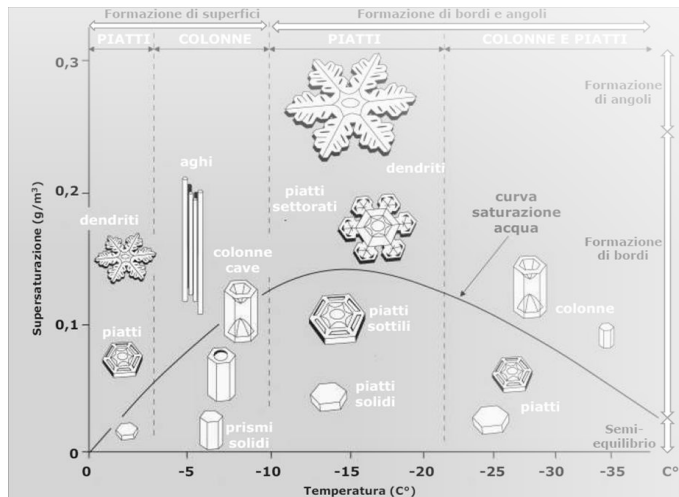 Formazione di superfici
Formazione di bordi e angoli
PIATTI
COLONNE
PIATTI
COLONNE E PIATTI
0,3
Formazione
di angoli
dendriti
aghi
0,2
piatti
settorati
curva
saturazione
acqua
dendriti
colonne
cave
Formazione
di bordi
Supersaturazione (g/m³)
colonne
0,1
piatti
piatti
sottili
piatti
solidi
piatti
prismi
solidi
Semi-
equilibrio
0
0
-5
-10
-15
-20
-25
-30
-35
C°
Temperatura (C°)